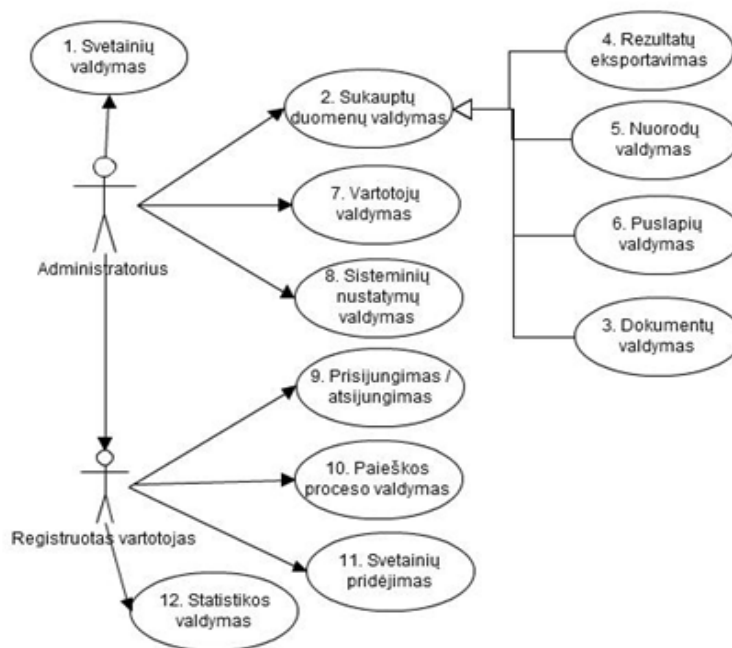 1. Svetainių
valdymas
2. Sukauptų
duomenų valdymas
4. Rezultatų
eksportavimas
5. Nuorodų
valdymas
7. Vartotojų
valdymas
6. Puslapių
valdymas
Administratorius
8. Sisteminių
nustatymų
valdymas
3. Dokumentų
valdymas
9. Prisijungimas /
atsijungimas
10. Paieškos
proceso valdymas
Registruotas vartotojas
11. Svetainių
pridėjimas
12. Statistikos
valdymas